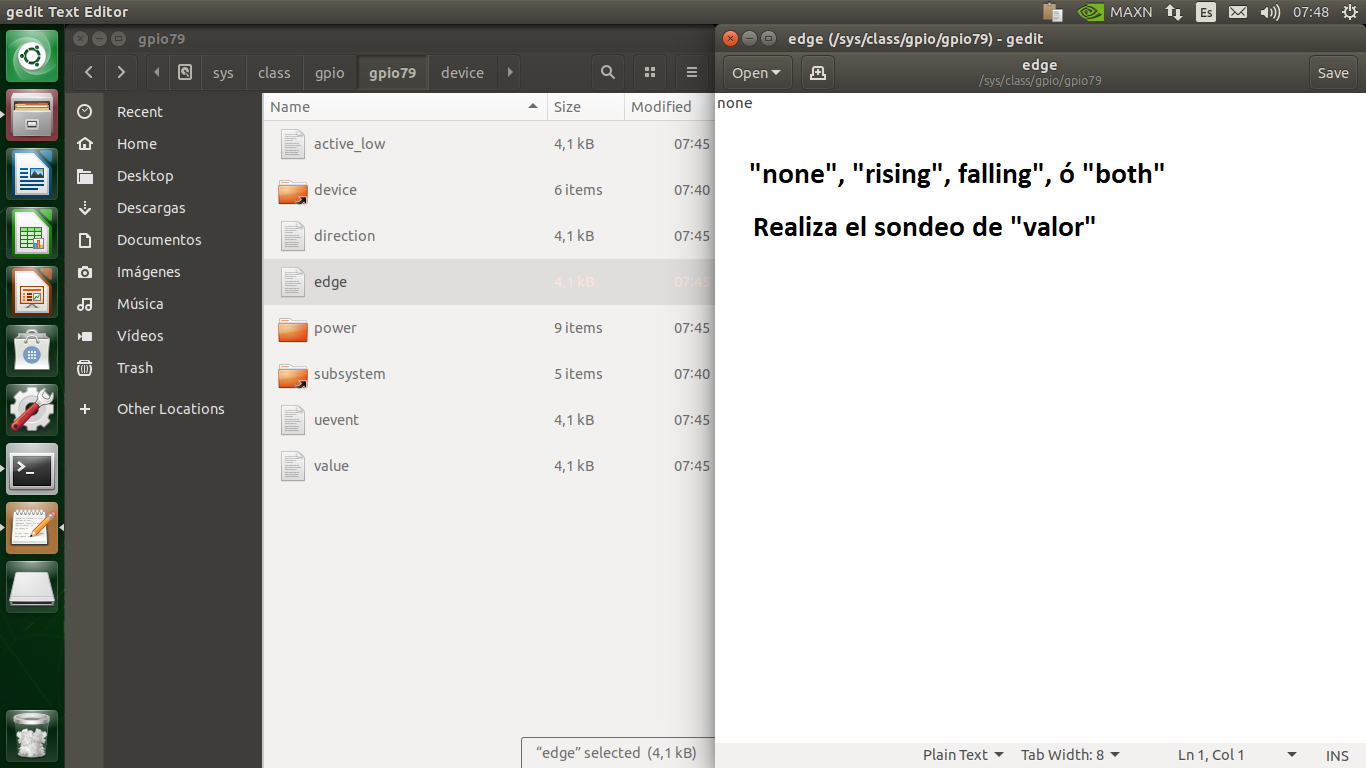 gedit Text Editor
MAXN
Es
07:48
gpio79
sys
class
gpio
gpio79
device
Recent
Home
Desktop
Descargas
Documentos
Imágenes
Música
Vídeos
Trash
Other Locations
Name Size Modified
active_low 4,1 kB 07:45
device 6 items 07:40
direction 4,1 kB 07:45
edge 4,1 kB 07:45
power 9 items 07:45
subsystem 5 items 07:40
uevent 4,1 kB 07:45
value 4,1 kB 07:45
"edge" selected (4,1 kB)
edge (/sys/class/gpio/gpio79) - gedit
Open
edge
/sys/class/gpio/gpio79
Save
none
"none", "rising", falling", ó "both"
Realiza el sondeo de "valor"
Plain Text Tab Width: 8 Ln 1, Col 1 INS